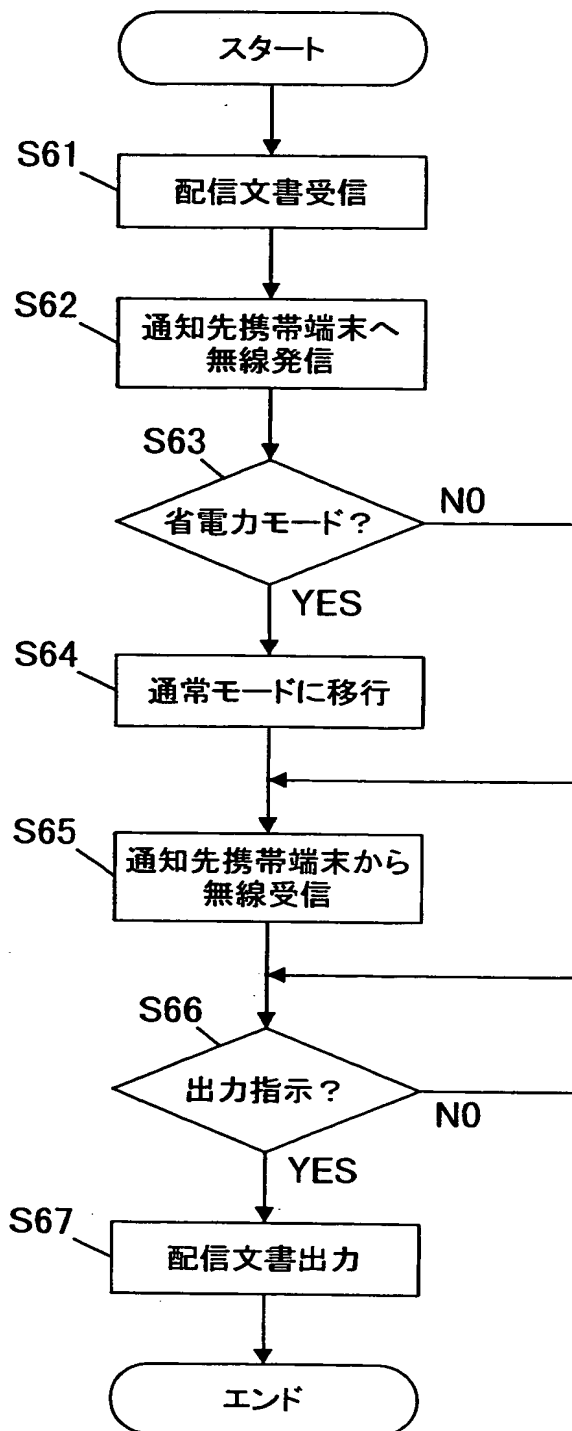 スタート
S61
配信文書受信
S62
通知先携帯端末へ
無線発信
S63
省電力モード？
NO
YES
S64
通常モードに移行
S65
通知先携帯端末から
無線受信
S66
出力指示？
NO
YES
S67
配信文書出力
エンド